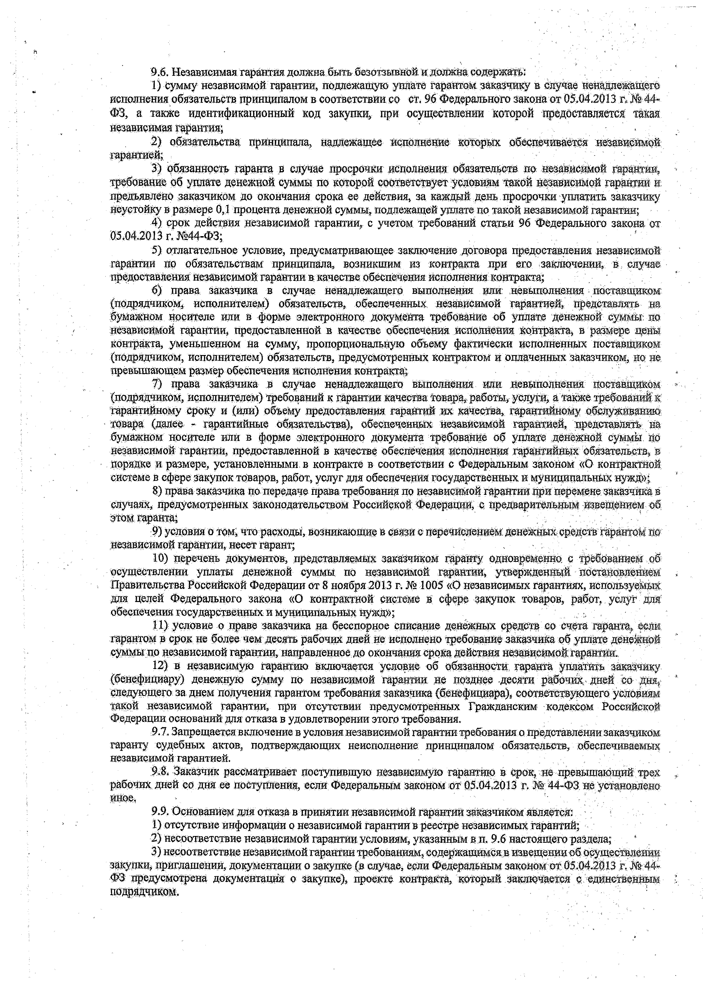 9.6. Независимая гарантия должна быть безотзывной и должна содержать:
1) сумму независимой гарантии, подлежащую уплате гарантом заказчику в случае ненадлежащего
исполнения обязательств принципалом в соответствии со ст. 96 Федерального закона от 05.04.2013 г. № 44-
ФЗ, а также идентификационный код закупки, при осуществлении которой предоставляется такая
независимая гарантия;
2) обязательства принципала, надлежащее исполнение которых обеспечивается независимой
гарантией;
3) обязанность гаранта в случае просрочки исполнения обязательств по независимой гарантии,
требование об уплате денежной суммы по которой соответствует условиям такой независимой гарантии и
предъявлено заказчиком до окончания срока ее действия, за каждый день просрочки уплатить заказчику
неустойку в размере 0,1 процента денежной суммы, подлежащей уплате по такой независимой гарантии;
4) срок действия независимой гарантии, с учетом требований статьи 96 Федерального закона от
05.04.2013 г. №44-ФЗ;
5) отлагательное условие, предусматривающее заключение договора предоставления независимой
гарантии по обязательствам принципала, возникшим из контракта при его заключении, в случае
предоставления независимой гарантии в качестве обеспечения исполнения контракта;
6) права заказчика в случае ненадлежащего выполнения или невыполнения поставщиком
(подрядчиком, исполнителем) обязательств, обеспеченных независимой гарантией, представлять на
бумажном носителе или в форме электронного документа требование об уплате денежной суммы по
независимой гарантии, предоставленной в качестве обеспечения исполнения контракта, в размере цены
контракта, уменьшенном на сумму, пропорциональную объему фактически исполненных поставщиком
(подрядчиком, исполнителем) обязательств, предусмотренных контрактом и оплаченных заказчиком, но не
превышающем размер обеспечения исполнения контракта;
7) права заказчика в случае ненадлежащего выполнения или невыполнения поставщиком
(подрядчиком, исполнителем) требований к гарантии качества товара, работы, услуги, а также требований к
гарантийному сроку и (или) объему предоставления гарантий их качества, гарантийному обслуживанию
товара (далее - гарантийные обязательства), обеспеченных независимой гарантией, представлять на
бумажном носителе или в форме электронного документа требование об уплате денежной суммы по
независимой гарантии, предоставленной в качестве обеспечения исполнения гарантийных обязательств, в
порядке и размере, установленными в контракте в соответствии с Федеральным законом «О контрактной
системе в сфере закупок товаров, работ, услуг для обеспечения государственных и муниципальных нужд»;
8) права заказчика по передаче права требования по независимой гарантии при перемене заказчика в
случаях, предусмотренных законодательством Российской Федерации, с предварительным извещением об
этом гаранта;
9) условия о том, что расходы, возникающие в связи с перечислением денежных средств гарантом по
независимой гарантии, несет гарант;
10) перечень документов, представляемых заказчиком гаранту одновременно с требованием об
осуществлении уплаты денежной суммы по независимой гарантии, утвержденный постановлением
Правительства Российской Федерации от 8 ноября 2013 г. № 1005 «О независимых гарантиях, используемых
для целей Федерального закона «О контрактной системе в сфере закупок товаров, работ, услуг для
обеспечения государственных и муниципальных нужд»;
11) условие о праве заказчика на бесспорное списание денежных средств со счета гаранта, если
гарантом в срок не более чем десять рабочих дней не исполнено требование заказчика об уплате денежной
суммы по независимой гарантии, направленное до окончания срока действия независимой гарантии.
12) в независимую гарантию включается условие об обязанности гаранта уплатить заказчику
(бенефициару) денежную сумму по независимой гарантии не позднее десяти рабочих дней со дня,
следующего за днем получения гарантом требования заказчика (бенефициара), соответствующего условиям
такой независимой гарантии, при отсутствии предусмотренных Гражданским кодексом Российской
Федерации оснований для отказа в удовлетворении этого требования.
9.7. Запрещается включение в условия независимой гарантии требования о представлении заказчиком
гаранту судебных актов, подтверждающих неисполнение принципалом обязательств, обеспечиваемых
независимой гарантией.
9.8. Заказчик рассматривает поступившую независимую гарантию в срок, не превышающий трех
рабочих дней со дня ее поступления, если Федеральным законом от 05.04.2013 г. № 44-ФЗ не установлено
иное.
9.9. Основанием для отказа в принятии независимой гарантии заказчиком является:
1) отсутствие информации о независимой гарантии в реестре независимых гарантий;
2) несоответствие независимой гарантии условиям, указанным в п. 9.6 настоящего раздела;
3) несоответствие независимой гарантии требованиям, содержащимся в извещении об осуществлении
закупки, приглашении, документации о закупке (в случае, если Федеральным законом от 05.04.2013 г. № 44-
ФЗ предусмотрена документация о закупке), проекте контракта, который заключается с единственным
подрядчиком.